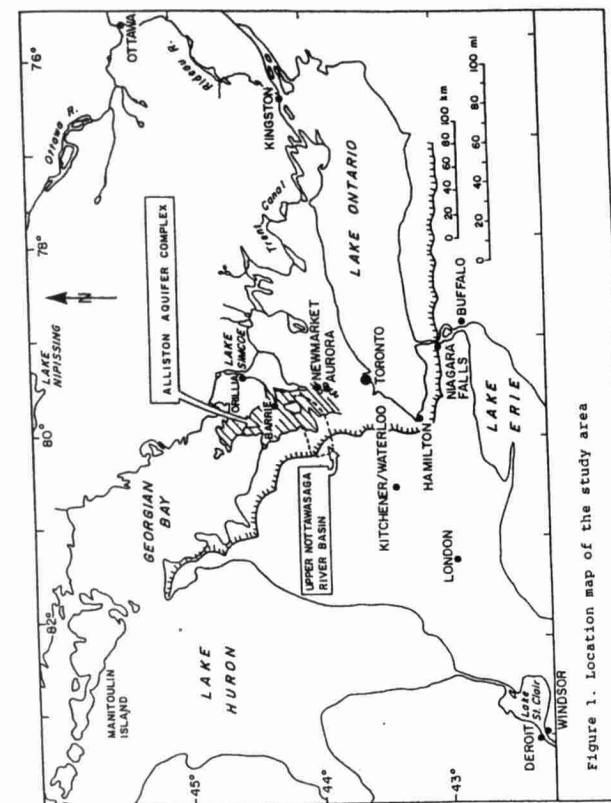 76°
78°
80°
82°
45
44
43
LAKE
NIPISSING
N
Ottawa R.
OTTAWA
Rideau R.
MANITOULIN
ISLAND
GEORGIAN
BAY
ALLISTON AQUIFER COMPLEX
ORILLIA
LAKE
SIMCOE
BARRIE
Trent Canal
KINGSTON
LAKE
HURON
UPPER NOTTAWASAGA
RIVER BASIN
NEWMARKET
AURORA
LAKE ONTARIO
TORONTO
KITCHENER/WATERLOO
HAMILTON
NIAGARA
FALLS
BUFFALO
0 20 40 60 80 100 km
0 20 40 60 80 100 ml
LONDON
LAKE
ERIE
Lake
St. Clair
DEROIT
WINDSOR
Figure 1. Location map of the study area